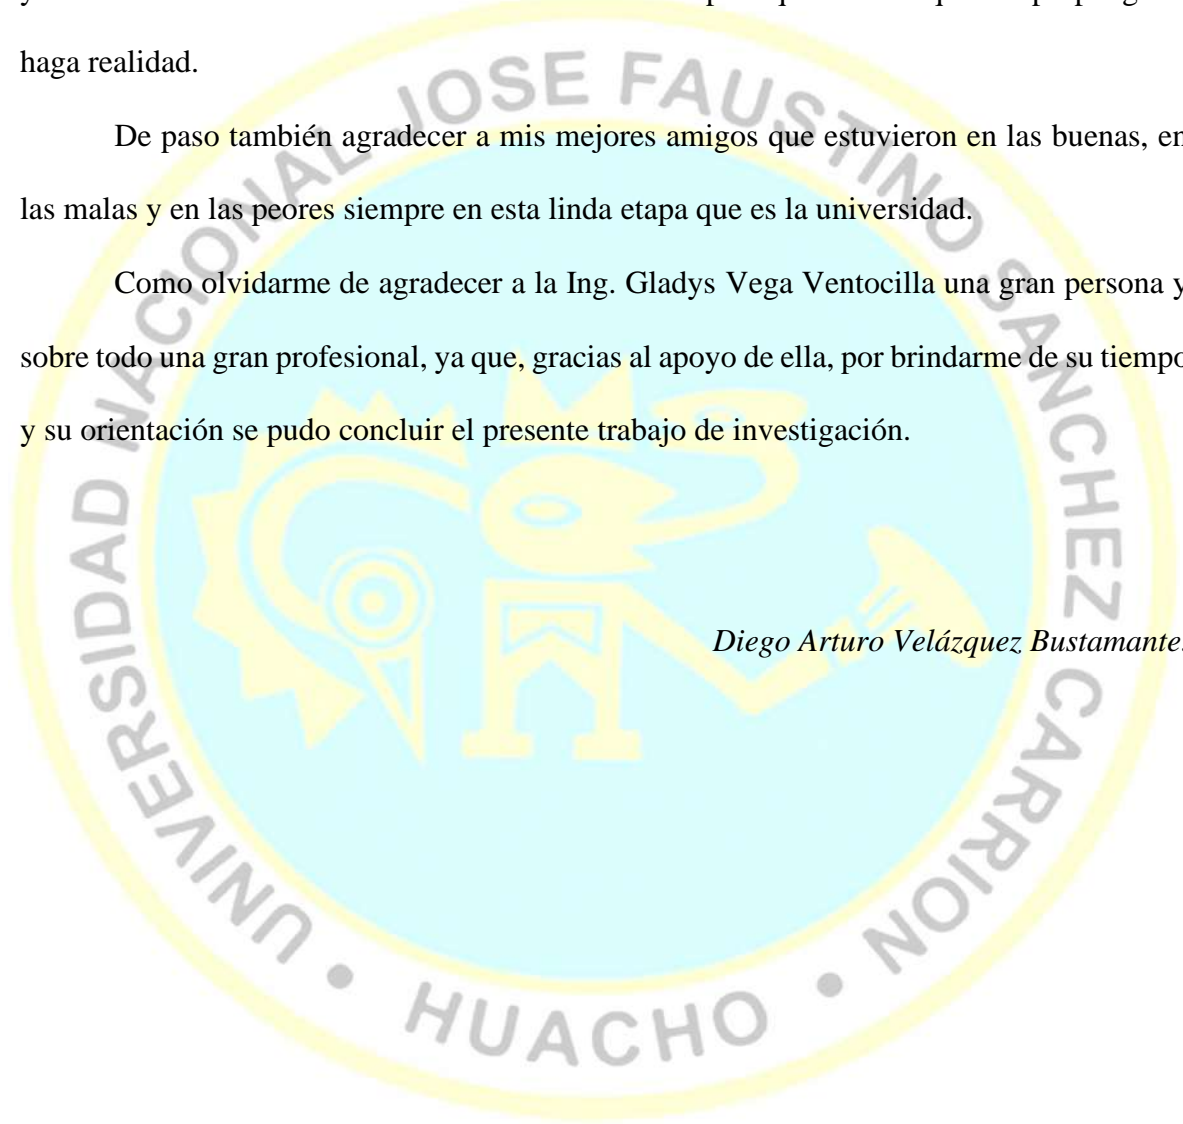 haga realidad.
De paso también agradecer a mis mejores amigos que estuvieron en las buenas, en
las malas y en las peores siempre en esta linda etapa que es la universidad.
Como olvidarme de agradecer a la Ing. Gladys Vega Ventocilla una gran persona y
sobre todo una gran profesional, ya que, gracias al apoyo de ella, por brindarme de su tiempo
y su orientación se pudo concluir el presente trabajo de investigación.
Diego Arturo Velázquez Bustamante.
UNIVERSIDAD NACIONAL JOSE FAUSTINO SANCHEZ CARRION
• HUACHO •